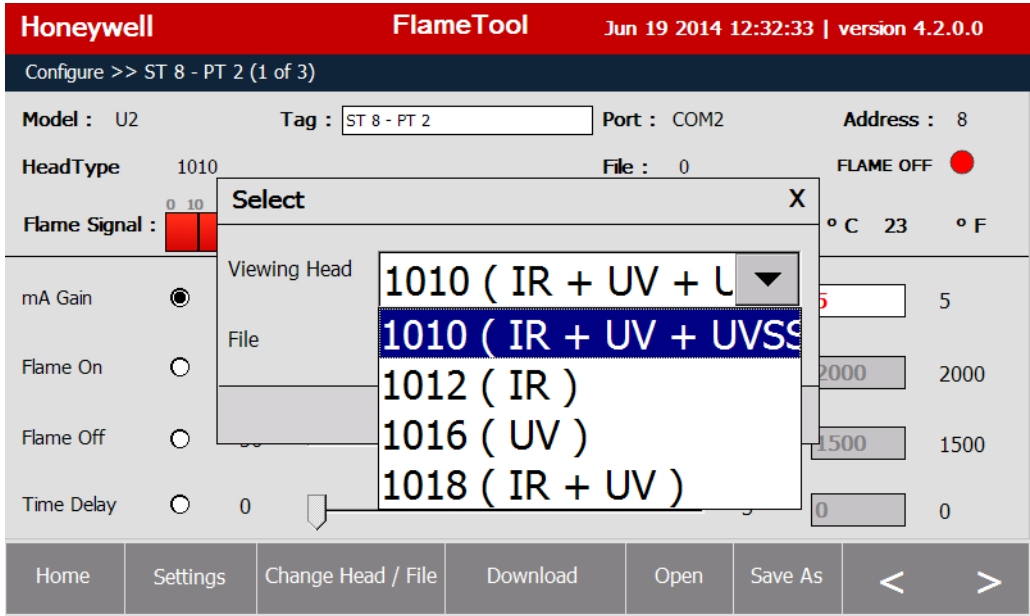 Honeywell FlameTool Jun 19 2014 12:32:33 | version 4.2.0.0
Configure >> ST 8 - PT 2 (1 of 3)
Model : U2 Tag : ST 8 - PT 2 Port : COM2 Address : 8
HeadType 1010 File : 0 FLAME OFF
0 10
Flame Signal : º C 23 º F
Select X
Viewing Head 1010 ( IR + UV + U
1010 ( IR + UV + UVSS
1012 ( IR )
1016 ( UV )
1018 ( IR + UV )
File
mA Gain 5 5
Flame On 2000 2000
Flame Off 1500 1500
Time Delay 0 0 0
Home Settings Change Head / File Download Open Save As < >